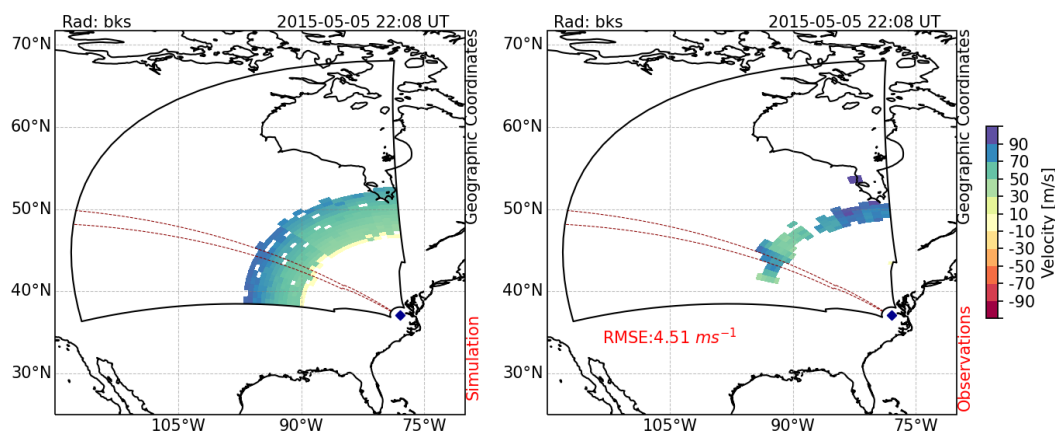 Rad: bks 2015-05-05 22:08 UT
70°N
60°N
50°N
40°N
30°N
105°W 90°W 75°W
Geographic Coordinates
Simulation
Rad: bks 2015-05-05 22:08 UT
70°N
60°N
50°N
40°N
30°N
105°W 90°W 75°W
Geographic Coordinates
Observations
RMSE:4.51 ms⁻¹
90
70
50
30
10
-10
-30
-50
-70
-90
Velocity [m/s]